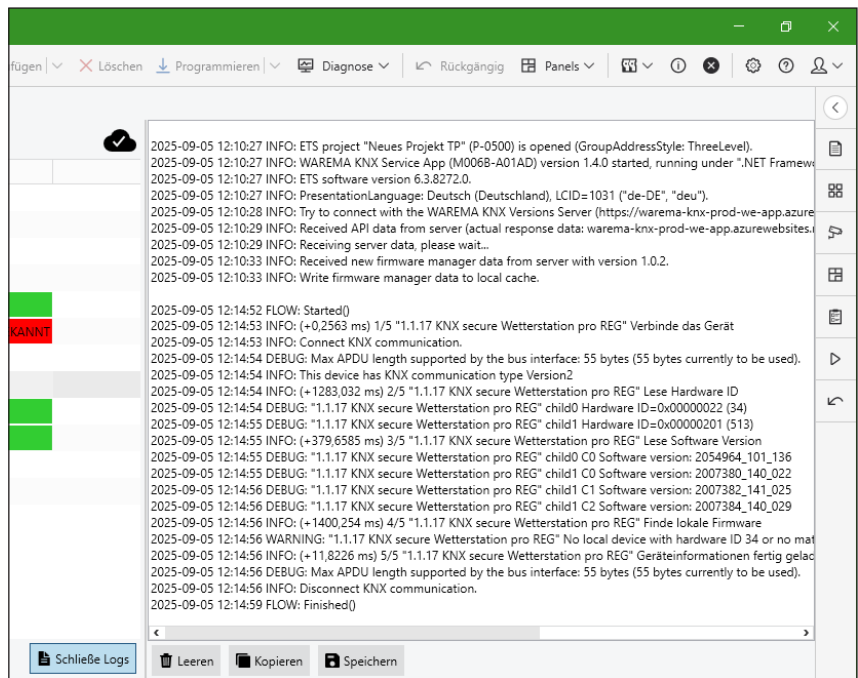 Löschen
Programmieren
Diagnose
Rückgängig
Panels
2025-09-05 12:10:27 INFO: ETS project "Neues Projekt TP" (P-0500) is opened (GroupAddressStyle: ThreeLevel).
2025-09-05 12:10:27 INFO: WAREMA KNX Service App (M006B-A01AD) version 1.4.0 started, running under ".NET
2025-09-05 12:10:27 INFO: ETS software version 6.3.8272.0.
2025-09-05 12:10:27 INFO: PresentationLanguage: Deutsch (Deutschland), LCID=1031 ("de-DE", "deu").
2025-09-05 12:10:28 INFO: Try to connect with the WAREMA KNX Versions Server (https://warema-knx-prod-we-app.azure
2025-09-05 12:10:29 INFO: Received API data from server (actual response data: warema-knx-prod-we-app.azurewebsites.
2025-09-05 12:10:29 INFO: Receiving server data, please wait...
2025-09-05 12:10:33 INFO: Received new firmware manager data from server with version 1.0.2.
2025-09-05 12:10:33 INFO: Write firmware manager data to local cache.
2025-09-05 12:14:52 FLOW: Started()
2025-09-05 12:14:53 INFO: (+0,2563 ms) 1/5 "1.1.17 KNX secure Wetterstation pro REG" Verbinde das Gerät
KANNT
2025-09-05 12:14:53 INFO: Connect KNX communication.
2025-09-05 12:14:54 DEBUG: Max APDU length supported by the bus interface: 55 bytes (55 bytes currently to be used).
2025-09-05 12:14:54 INFO: This device has KNX communication type Version2
2025-09-05 12:14:54 INFO: (+1283,032 ms) 2/5 "1.1.17 KNX secure Wetterstation pro REG" Lese Hardware ID
2025-09-05 12:14:54 DEBUG: "1.1.17 KNX secure Wetterstation pro REG" child0 Hardware ID=0x00000022 (34)
2025-09-05 12:14:54 DEBUG: "1.1.17 KNX secure Wetterstation pro REG" child1 Hardware ID=0x00000201 (513)
2025-09-05 12:14:55 INFO: (+379,6585 ms) 3/5 "1.1.17 KNX secure Wetterstation pro REG" Lese Software Version
2025-09-05 12:14:55 DEBUG: "1.1.17 KNX secure Wetterstation pro REG" child0 C0 Software version: 2054964_101_136
2025-09-05 12:14:55 DEBUG: "1.1.17 KNX secure Wetterstation pro REG" child1 C0 Software version: 2007380_140_022
2025-09-05 12:14:56 DEBUG: "1.1.17 KNX secure Wetterstation pro REG" child1 C1 Software version: 2007382_141_025
2025-09-05 12:14:56 DEBUG: "1.1.17 KNX secure Wetterstation pro REG" child1 C2 Software version: 2007384_140_029
2025-09-05 12:14:56 INFO: (+1400,254 ms) 4/5 "1.1.17 KNX secure Wetterstation pro REG" Finde lokale Firmware
2025-09-05 12:14:56 WARNING: "1.1.17 KNX secure Wetterstation pro REG" No local device with hardware ID 34 or no mat
2025-09-05 12:14:56 INFO: (+11,8226 ms) 5/5 "1.1.17 KNX secure Wetterstation pro REG" Geräteinformationen fertig gelad
2025-09-05 12:14:56 DEBUG: Max APDU length supported by the bus interface: 55 bytes (55 bytes currently to be used).
2025-09-05 12:14:56 INFO: Disconnect KNX communication.
2025-09-05 12:14:59 FLOW: Finished()
Schließe Logs
Leeren
Kopieren
Speichern